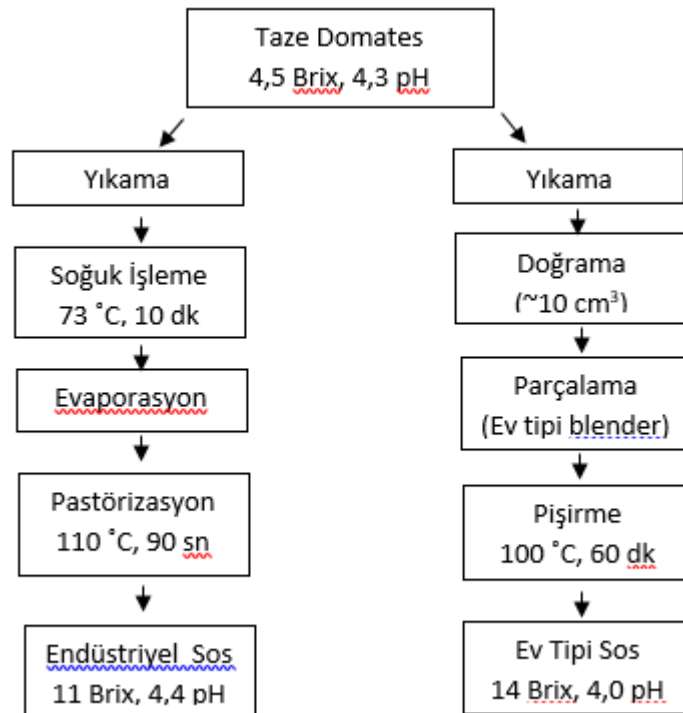 Taze Domates
4,5 Brix, 4,3 pH
Yıkama
Soğuk İşleme
73 ˚C, 10 dk
Evaporasyon
Pastörizasyon
110 ˚C, 90 sn
Endüstriyel Sos
11 Brix, 4,4 pH
Yıkama
Doğrama
(~10 cm³)
Parçalama
(Ev tipi blender)
Pişirme
100 ˚C, 60 dk
Ev Tipi Sos
14 Brix, 4,0 pH